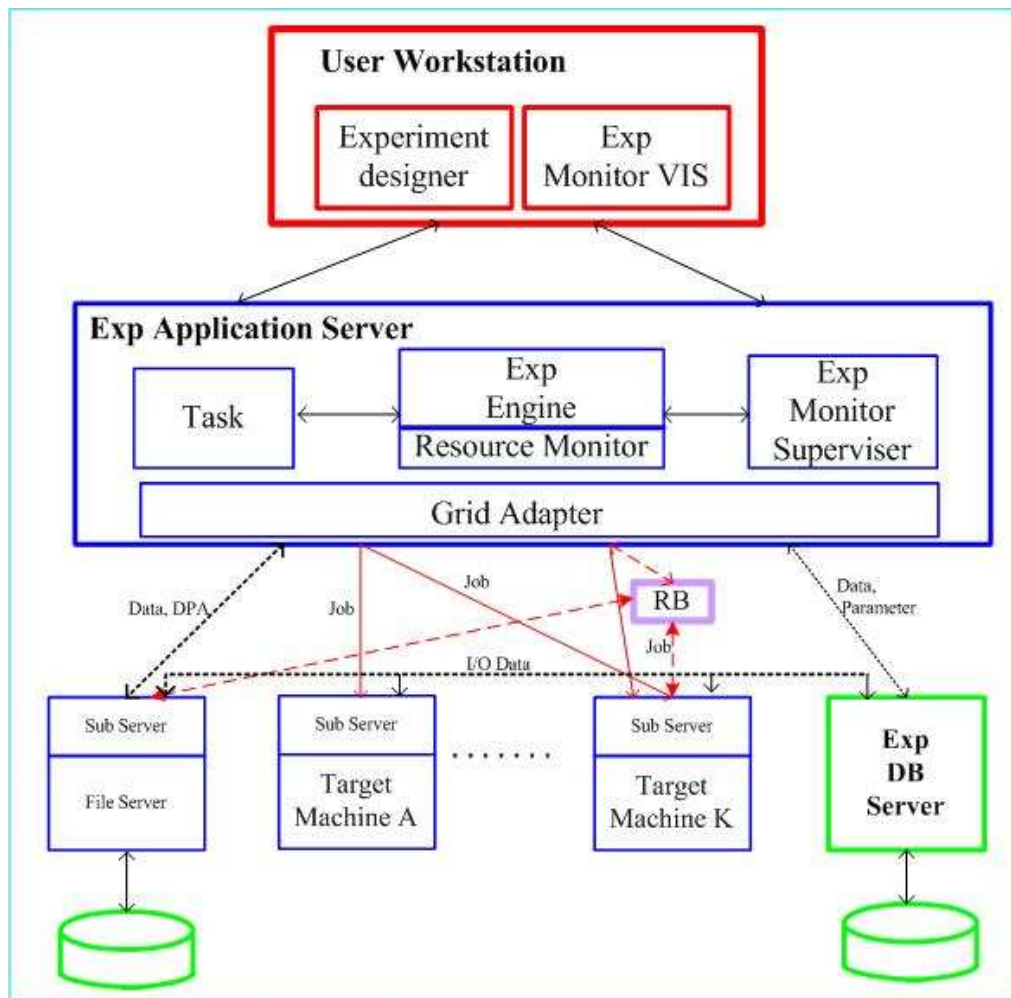 User Workstation
Experiment
designer
Exp
Monitor VIS
Exp Application Server
Task
Exp
Engine
Resource Monitor
Exp
Monitor
Superviser
Grid Adapter
Data, DPA
Job
Job
RB
Data,
Parameter
Job
I/O Data
Sub Server
File Server
Sub Server
Target
Machine A
.......
Sub Server
Target
Machine K
Exp
DB
Server